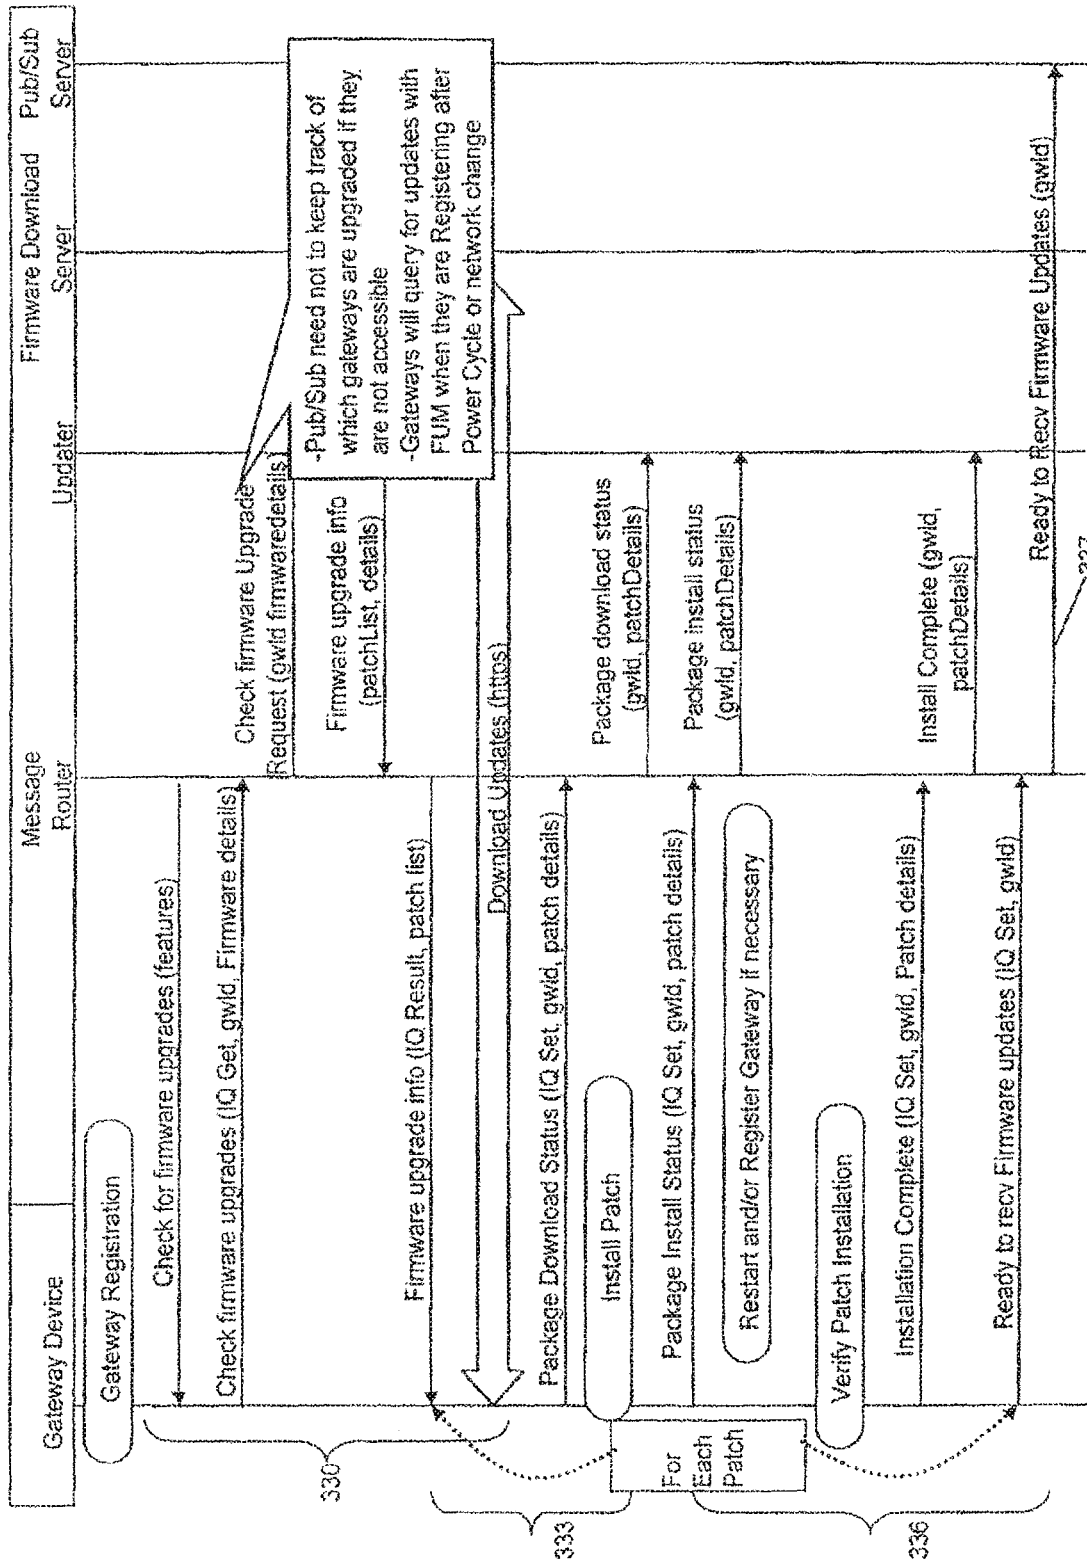 Gateway Device
Message
Router
Updater
Firmware Download
Server
Pub/Sub
Server
Gateway Registration
Check for firmware upgrades (features)
Check firmware upgrades (IQ Get, gwId, Firmware details)
Check firmware Upgrade
Request (gwId firmwaredetails)
-Pub/Sub need not to keep track of
which gateways are upgraded if they
are not accessible
-Gateways will query for updates with
FUM when they are Registering after
Power Cycle or network change
Firmware upgrade info
(patchList, details)
Firmware upgrade info (IQ Result, patch list)
Download Updates (https)
330
Package Download Status (IQ Set, gwId, patch details)
Package download status
(gwId, patchDetails)
Install Patch
333
For
Each
Patch
Package Install Status (IQ Set, gwId, patch details)
Package install status
(gwId, patchDetails)
Restart and/or Register Gateway if necessary
Verify Patch Installation
Installation Complete (IQ Set, gwId, Patch details)
Install Complete (gwId,
patchDetails)
336
Ready to recv Firmware updates (IQ Set, gwId)
Ready to Recv Firmware Updates (gwId)
337